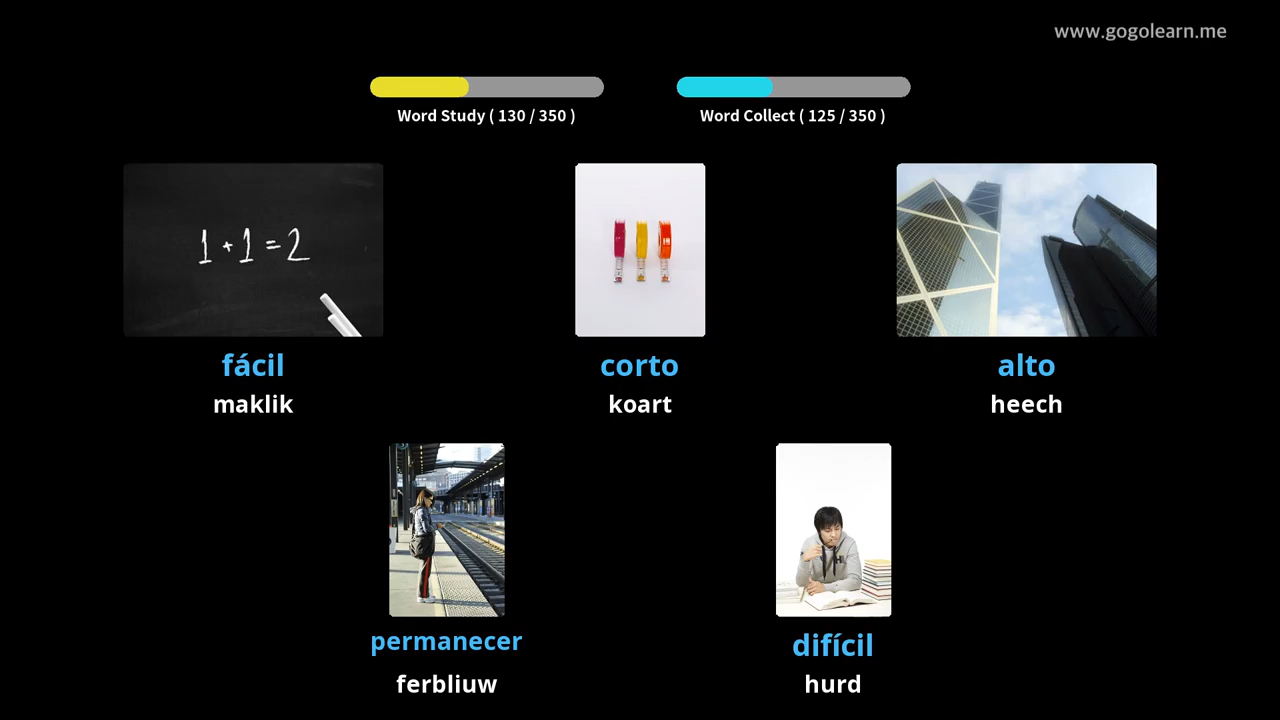 www.gogolearn.me
Word Study ( 130 / 350 )
Word Collect ( 125 / 350 )
1 + 1 = 2
fácil
maklik
corto
koart
alto
heech
permanecer
ferbliuw
difícil
hurd